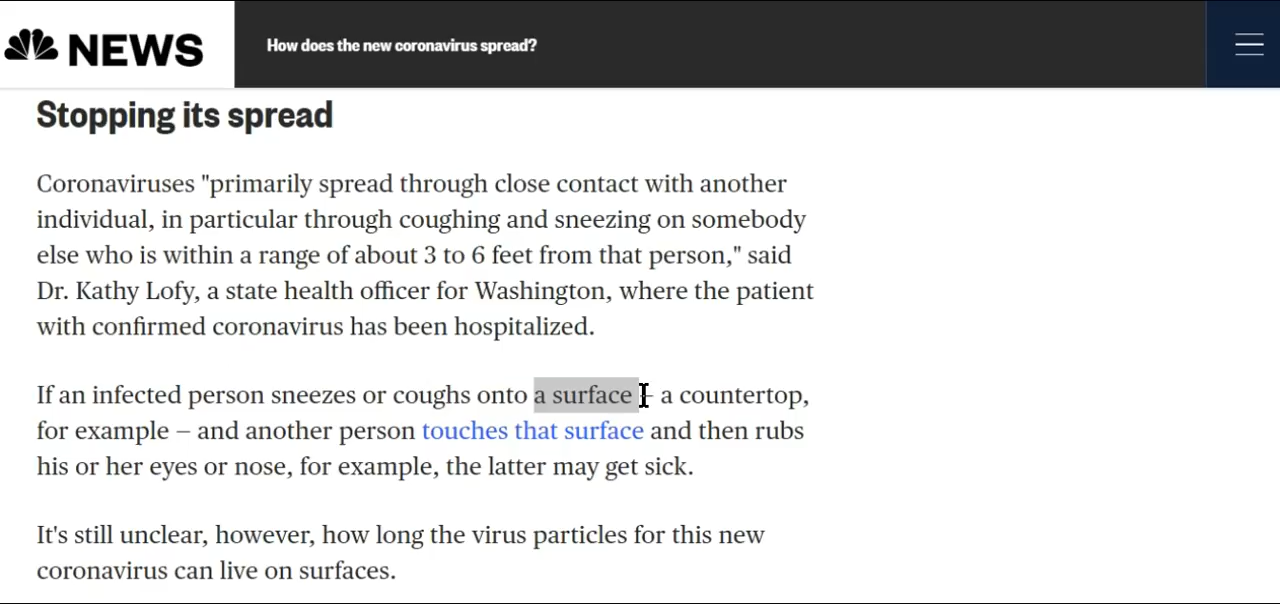 NEWS
How does the new coronavirus spread?
Stopping its spread
Coronaviruses "primarily spread through close contact with another
individual, in particular through coughing and sneezing on somebody
else who is within a range of about 3 to 6 feet from that person," said
Dr. Kathy Lofy, a state health officer for Washington, where the patient
with confirmed coronavirus has been hospitalized.
If an infected person sneezes or coughs onto a surface – a countertop,
for example – and another person touches that surface and then rubs
his or her eyes or nose, for example, the latter may get sick.
It's still unclear, however, how long the virus particles for this new
coronavirus can live on surfaces.